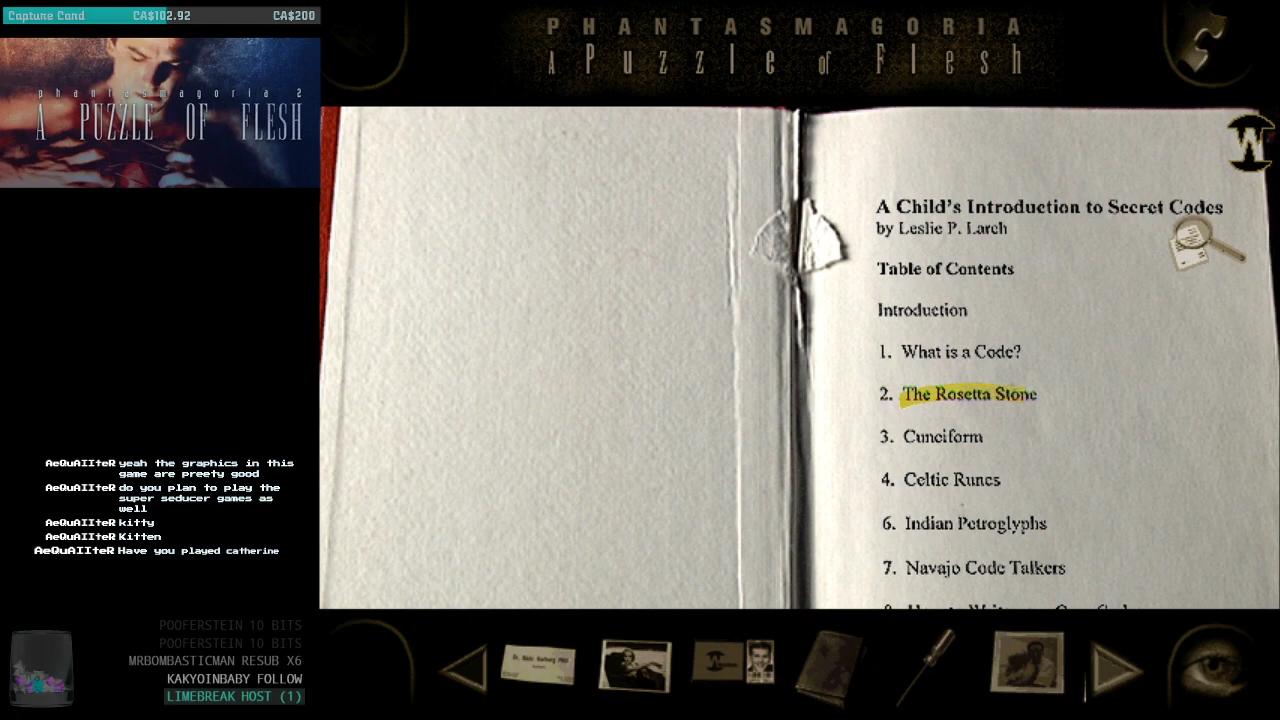 Capture Cand CA$102.92 CA$200
PHANTASMAGORIA
A Puzzle of Flesh
phantasmagoria 2
A PUZZLE OF FLESH
W
A Child's Introduction to Secret Codes
by Leslie P. Larch
Table of Contents
Introduction
1. What is a Code?
2. The Rosetta Stone
3. Cunciform
4. Celtic Runes
6. Indian Petroglyphs
7. Navajo Code Talkers
AeQuAIIteR yeah the graphics in this
game are preety good
AeQuAIIteR do you plan to play the
super seducer games as
well
AeQuAIIteR kitty
AeQuAIIteR Kitten
AeQuAIIteR Have you played catherine
POOFERSTEIN 10 BITS
POOFERSTEIN 10 BITS
MRBOMBASTICMAN RESUB X6
KAKYOINBABY FOLLOW
LIMEBREAK HOST (1)